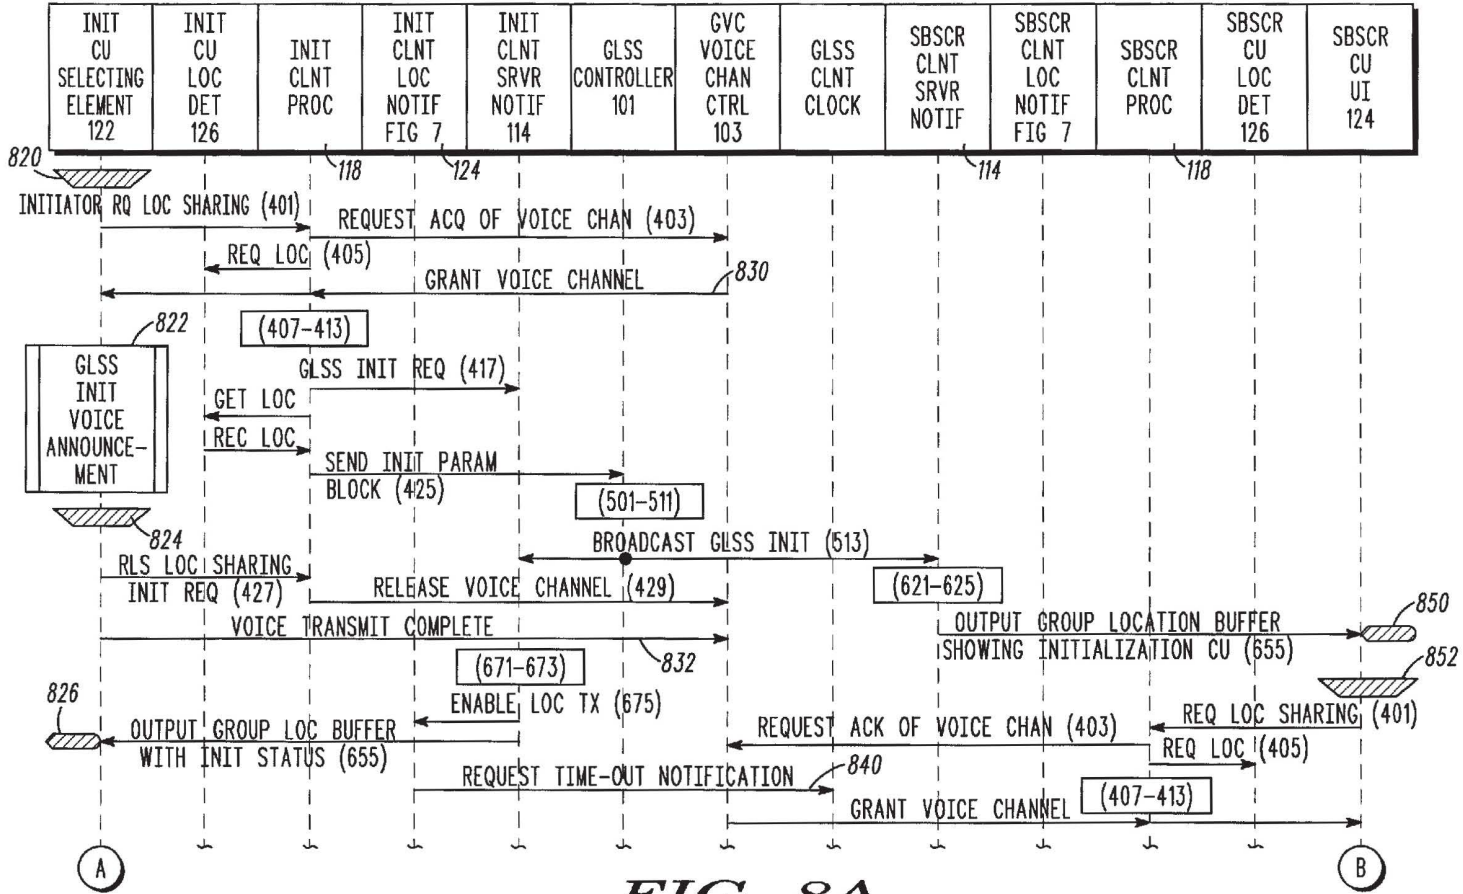 INIT
CU
SELECTING
ELEMENT
122
INIT
CU
LOC
DET
126
INIT
CLNT
PROC
INIT
CLNT
LOC
NOTIF
FIG 7
INIT
CLNT
SRVR
NOTIF
114
GLSS
CONTROLLER
101
GVC
VOICE
CHAN
CTRL
103
GLSS
CLNT
CLOCK
SBSCR
CLNT
SRVR
NOTIF
SBSCR
CLNT
LOC
NOTIF
FIG 7
SBSCR
CLNT
PROC
SBSCR
CU
LOC
DET
126
SBSCR
CU
UI
124
820
118
124
114
118
INITIATOR RQ LOC SHARING (401)
REQUEST ACQ OF VOICE CHAN (403)
REQ LOC (405)
GRANT VOICE CHANNEL
830
822
(407-413)
GLSS
INIT
VOICE
ANNOUNCE-
MENT
GLSS INIT REQ (417)
GET LOC
REC LOC
SEND INIT PARAM
BLOCK (425)
(501-511)
824
BROADCAST GLSS INIT (513)
RLS LOC SHARING
INIT REQ (427)
(621-625)
RELEASE VOICE CHANNEL (429)
850
VOICE TRANSMIT COMPLETE
832
OUTPUT GROUP LOCATION BUFFER
SHOWING INITIALIZATION CU (655)
852
(671-673)
826
ENABLE LOC TX (675)
REQ LOC SHARING (401)
OUTPUT GROUP LOC BUFFER
WITH INIT STATUS (655)
REQUEST ACK OF VOICE CHAN (403)
REQ LOC (405)
REQUEST TIME-OUT NOTIFICATION
840
(407-413)
GRANT VOICE CHANNEL
A
B
FIG. 8A